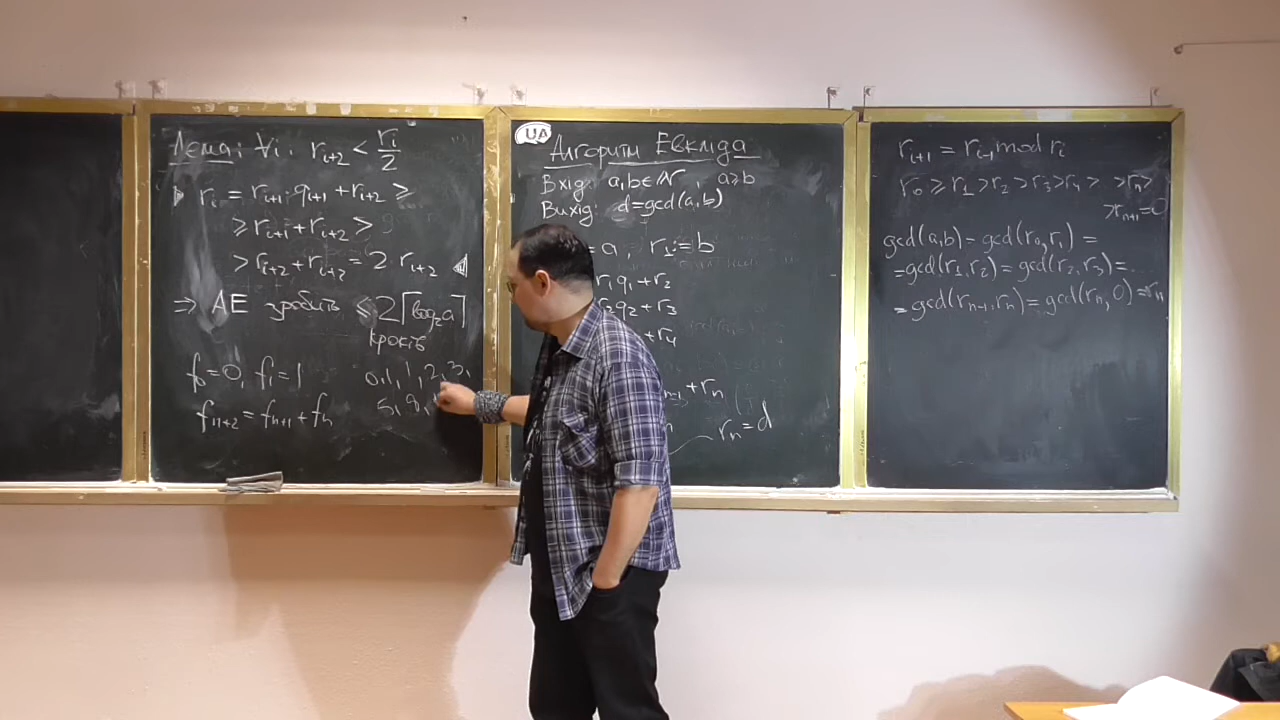 Лема: ∀i: r_{i+2} < r_i/2
▷ r_i = r_{i+1}·q_{i+1} + r_{i+2} ≥
≥ r_{i+1} + r_{i+2} >
> r_{i+2} + r_{i+2} = 2·r_{i+2} ◁
⇒ АЕ зробить ≤ 2⌈log₂a⌉
кроків
f₀=0, f₁=1
f_{n+2} = f_{n+1} + f_n
0,1,1,2,3,
5,8,
UA
Алгоритм Евкліда
Вхід: a,b∈N, a≥b
Вихід: d=gcd(a,b)
= a, r₁=b
r₁q₁+r₂
r₂q₂+r₃
+r₄
+r_n
r_n=d
r_{i+1} = r_{i-1} mod r_i
r₀ ≥ r₁ > r₂ > r₃ > r₄ > >r_n>
>r_{n+1}=0
gcd(a,b) = gcd(r₀,r₁) =
=gcd(r₁,r₂) = gcd(r₂,r₃)=...
= gcd(r_{n-1},r_n) = gcd(r_n,0) = r_n